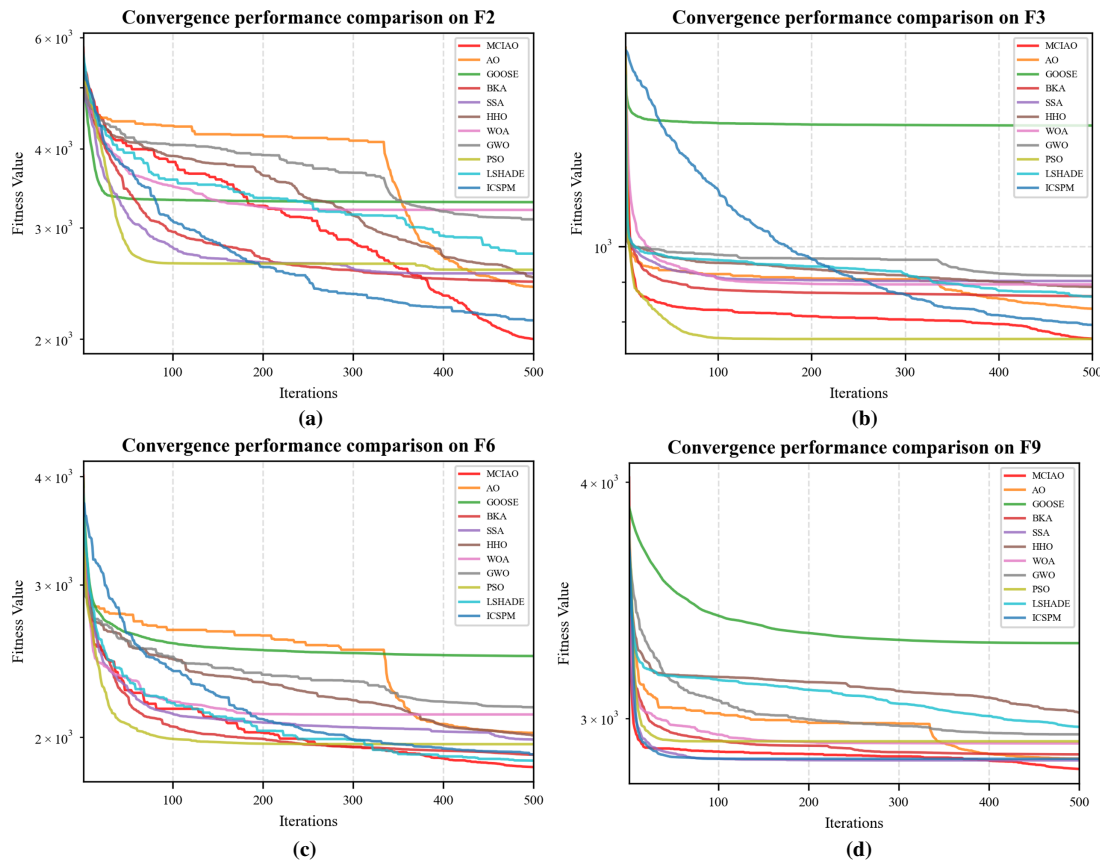 Convergence performance comparison on F2
Fitness Value
6 × 10³
4 × 10³
3 × 10³
2 × 10³
MCIAO
AO
GOOSE
BKA
SSA
HHO
WOA
GWO
PSO
LSHADE
ICSPM
100 200 300 400 500
Iterations
(a)
Convergence performance comparison on F3
Fitness Value
10³
MCIAO
AO
GOOSE
BKA
SSA
HHO
WOA
GWO
PSO
LSHADE
ICSPM
100 200 300 400 500
Iterations
(b)
Convergence performance comparison on F6
Fitness Value
4 × 10³
3 × 10³
2 × 10³
MCIAO
AO
GOOSE
BKA
SSA
HHO
WOA
GWO
PSO
LSHADE
ICSPM
100 200 300 400 500
Iterations
(c)
Convergence performance comparison on F9
Fitness Value
4 × 10³
3 × 10³
MCIAO
AO
GOOSE
BKA
SSA
HHO
WOA
GWO
PSO
LSHADE
ICSPM
100 200 300 400 500
Iterations
(d)